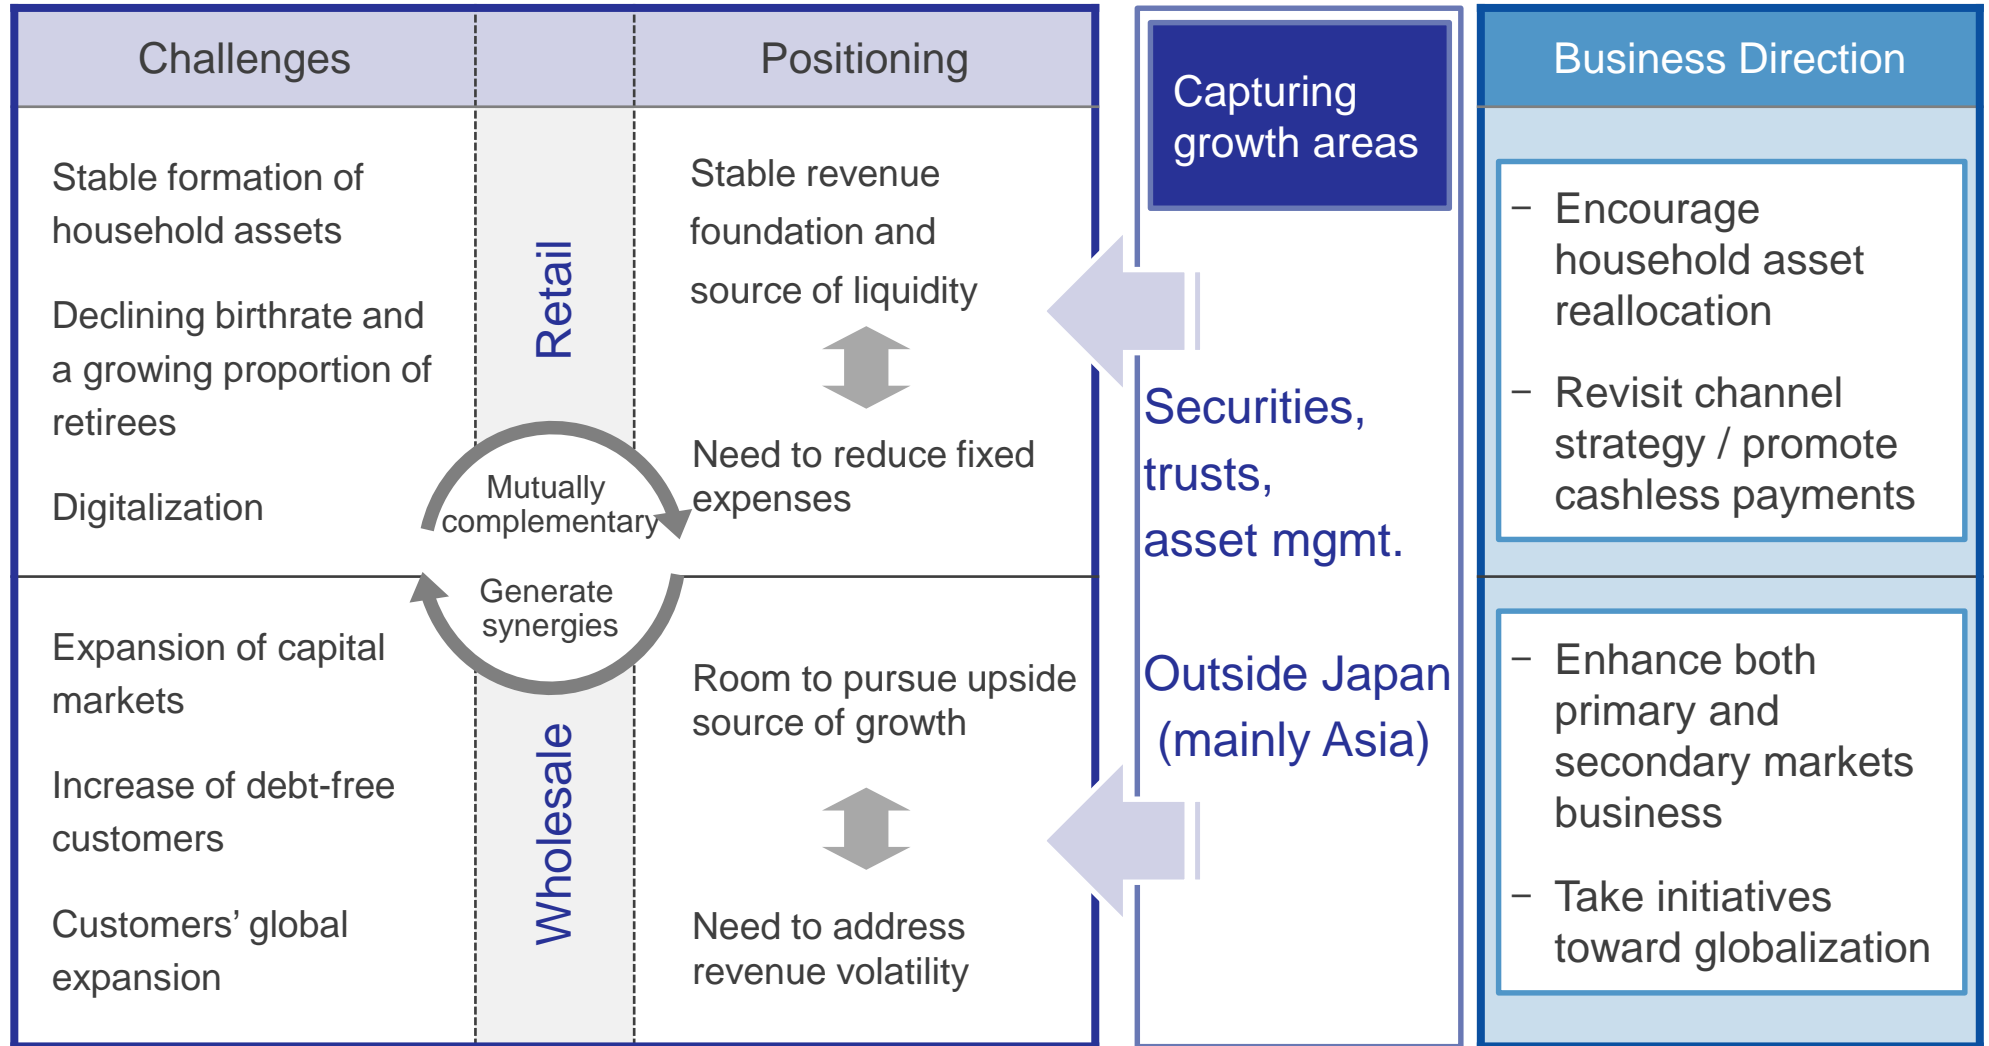 Challenges
Positioning
Stable formation of
household assets
Declining birthrate and
a growing proportion of
retirees
Digitalization
Retail
Stable revenue
foundation and
source of liquidity
Need to reduce fixed
expenses
Mutually
complementary
Generate
synergies
Expansion of capital
markets
Increase of debt-free
customers
Customers’ global
expansion
Wholesale
Room to pursue upside
source of growth
Need to address
revenue volatility
Capturing
growth areas
Securities,
trusts,
asset mgmt.
Outside Japan
(mainly Asia)
Business Direction
− Encourage
household asset
reallocation
− Revisit channel
strategy / promote
cashless payments
− Enhance both
primary and
secondary markets
business
− Take initiatives
toward globalization